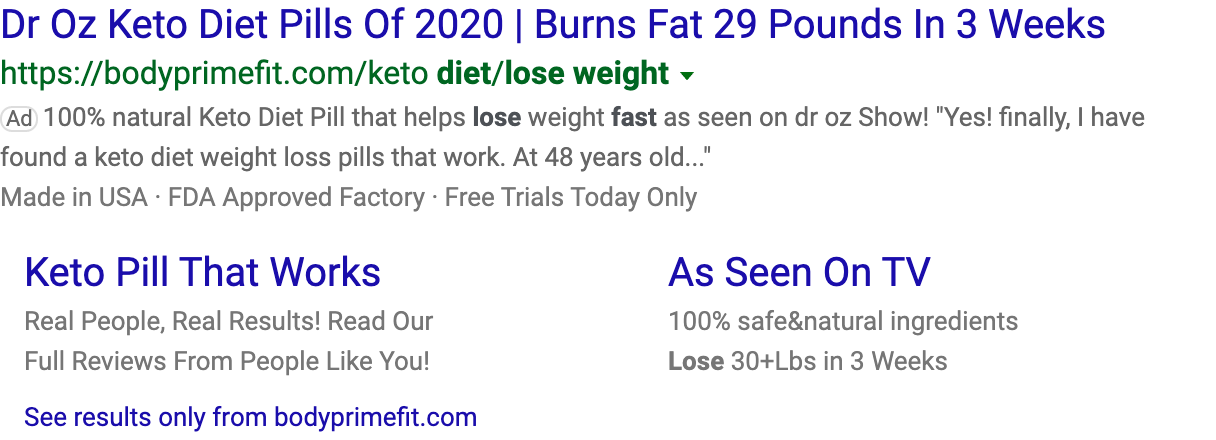 Dr Oz Keto Diet Pills Of 2020 | Burns Fat 29 Pounds In 3 Weeks
https://bodyprimefit.com/keto diet/lose weight
Ad 100% natural Keto Diet Pill that helps lose weight fast as seen on dr oz Show! "Yes! finally, I have
found a keto diet weight loss pills that work. At 48 years old..."
Made in USA · FDA Approved Factory · Free Trials Today Only
Keto Pill That Works
Real People, Real Results! Read Our
Full Reviews From People Like You!
As Seen On TV
100% safe&natural ingredients
Lose 30+Lbs in 3 Weeks
See results only from bodyprimefit.com